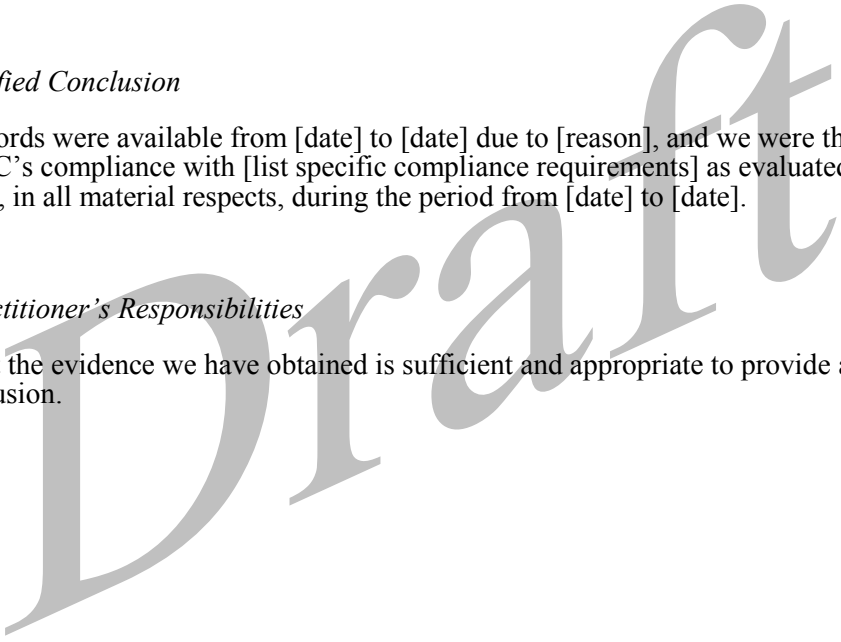 fied Conclusion
ords were available from [date] to [date] due to [reason], and we were th
C’s compliance with [list specific compliance requirements] as evaluated
, in all material respects, during the period from [date] to [date].
ctitioner’s Responsibilities
the evidence we have obtained is sufficient and appropriate to provide a
usion.
Draft